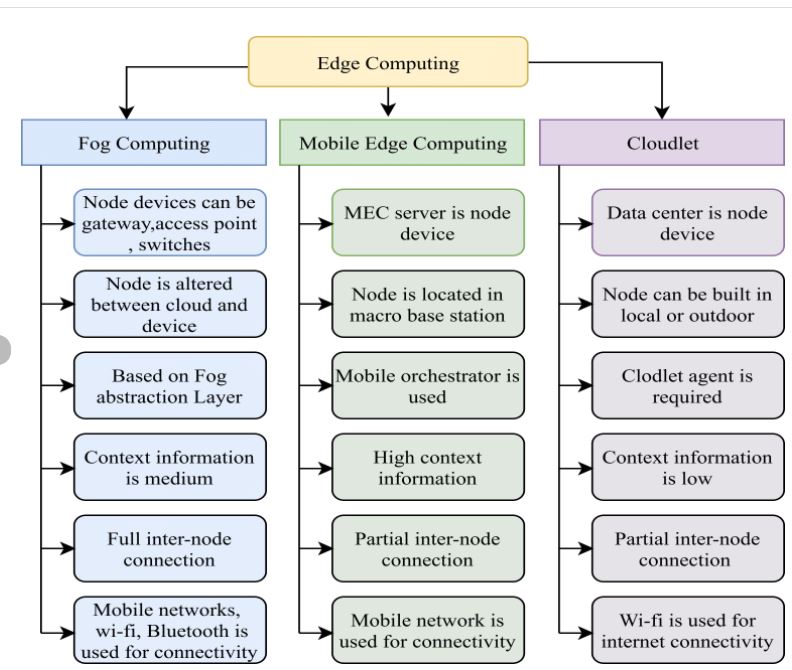 Edge Computing
Fog Computing
Mobile Edge Computing
Cloudlet
Node devices can be
gateway,access point
, switches
Node is altered
between cloud and
device
Based on Fog
abstraction Layer
Context information
is medium
Full inter-node
connection
Mobile networks,
wi-fi, Bluetooth is
used for connectivity
MEC server is node
device
Node is located in
macro base station
Mobile orchestrator is
used
High context
information
Partial inter-node
connection
Mobile network is
used for connectivity
Data center is node
device
Node can be built in
local or outdoor
Clodlet agent is
required
Context information
is low
Partial inter-node
connection
Wi-fi is used for
internet connectivity